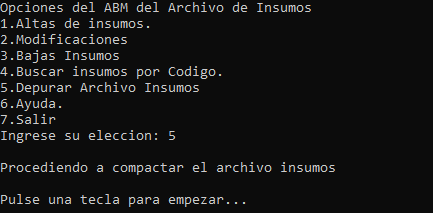 Opciones del ABM del Archivo de Insumos
1.Altas de insumos.
2.Modificaciones
3.Bajas Insumos
4.Buscar insumos por Codigo.
5.Depurar Archivo Insumos
6.Ayuda.
7.Salir
Ingrese su eleccion: 5
Procediendo a compactar el archivo insumos
Pulse una tecla para empezar...